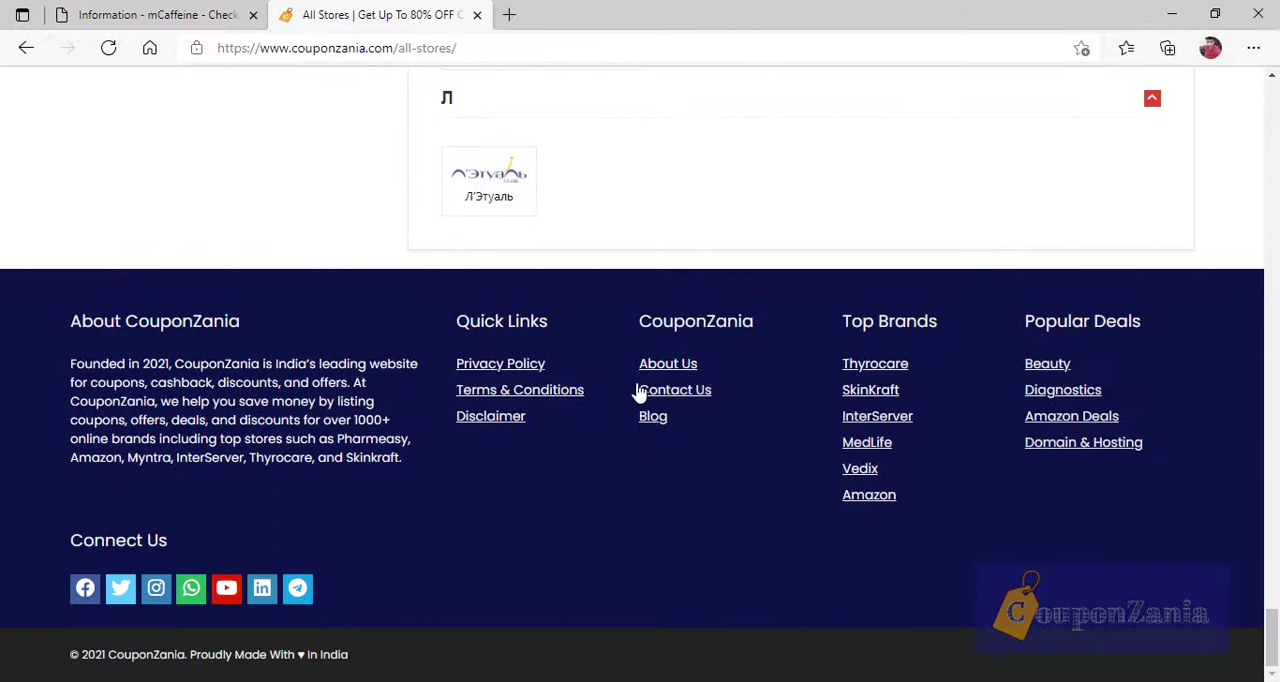 Information - mCaffeine - Check
All Stores | Get Up To 80% OFF C
https://www.couponzania.com/all-stores/
Л
Л'Этуаль
Л'Этуаль
About CouponZania
Founded in 2021, CouponZania is India's leading website
for coupons, cashback, discounts, and offers. At
CouponZania, we help you save money by listing
coupons, offers, deals, and discounts for over 1000+
online brands including top stores such as Pharmeasy,
Amazon, Myntra, InterServer, Thyrocare, and Skinkraft.
Quick Links
Privacy Policy
Terms & Conditions
Disclaimer
CouponZania
About Us
Contact Us
Blog
Top Brands
Thyrocare
SkinKraft
InterServer
MedLife
Vedix
Amazon
Popular Deals
Beauty
Diagnostics
Amazon Deals
Domain & Hosting
Connect Us
CouponZania
© 2021 CouponZania. Proudly Made With ♥ In India